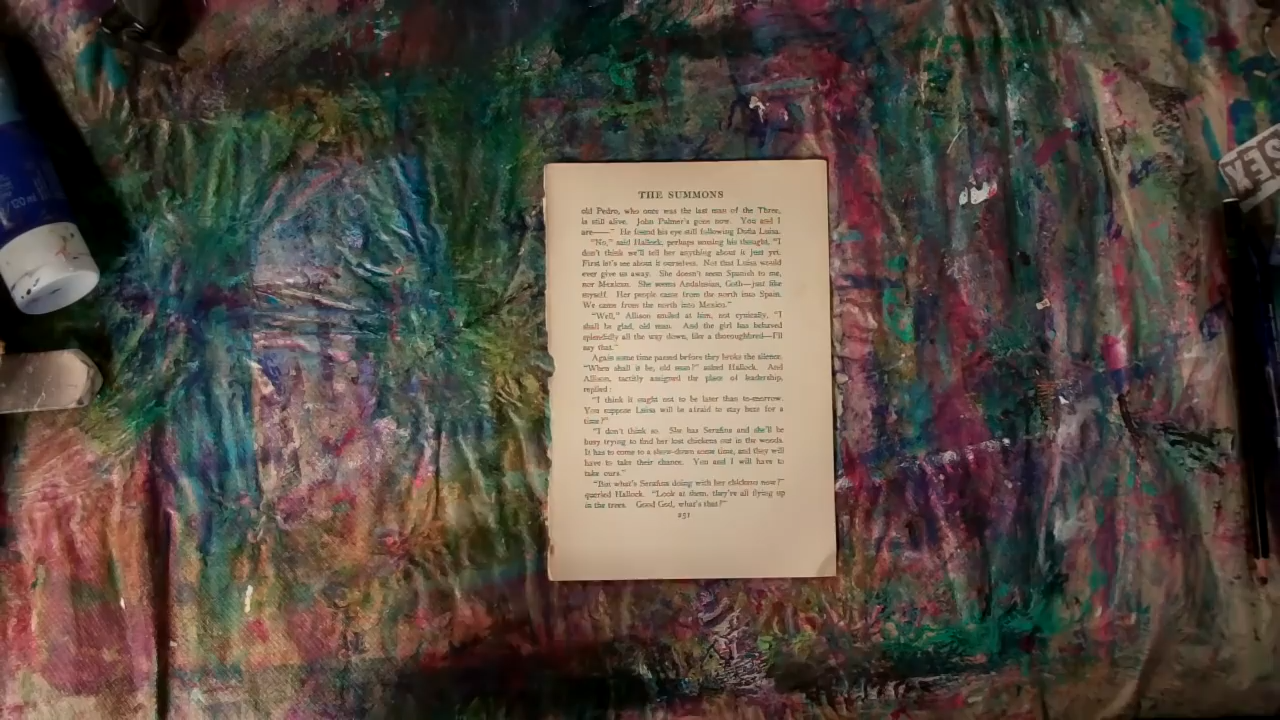 THE SUMMONS
old Pedro, who once was the last man of the Three,
is still alive. John Palmer's gone now. You and I
are——" He found his eye still following Doña Luisa.
"No," said Hallock, perhaps sensing his thought, "I
don't think we'll tell her anything about it just yet.
First let's see about it ourselves. Not that Luisa would
ever give us away. She doesn't seem Spanish to me,
nor Mexican. She seems Andalusian, Goth—just like
myself. Her people came from the north into Spain.
We came from the north into Mexico."
"Well," Allison smiled at him, not cynically, "I
shall be glad, old man. And the girl has behaved
splendidly all the way down, like a thoroughbred—I'll
say that."
Again some time passed before they broke the silence.
"When shall it be, old man?" asked Hallock. And
Allison, tacitly assigned the place of leadership,
replied:
"I think it ought not to be later than to-morrow.
You suppose Luisa will be afraid to stay here for a
time?"
"I don't think so. She has Serafina and she'll be
busy trying to find her lost chickens out in the woods.
It has to come to a show-down some time, and they will
have to take their chance. You and I will have to
take ours."
"But what's Serafina doing with her chickens now?"
queried Hallock. "Look at them, they're all flying up
in the trees. Good God, what's that?"
251
120 ml